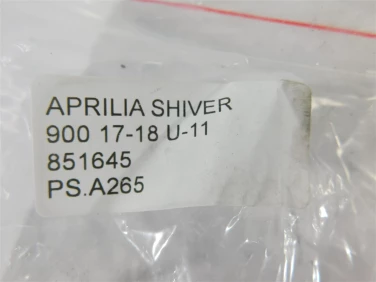 APRILIA SHIVER
900 17-18 U-11
851645
PS.A265